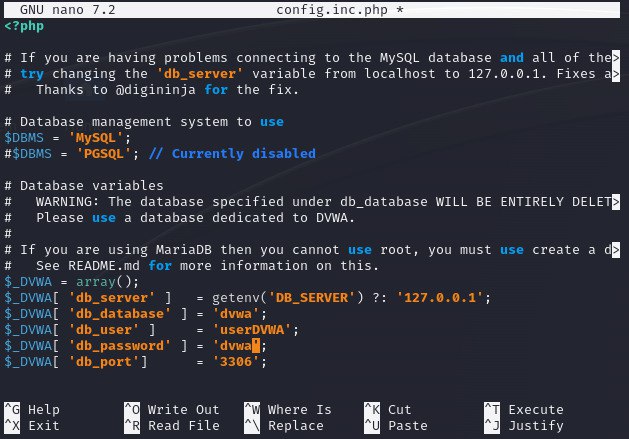 GNU nano 7.2 config.inc.php *
<?php
# If you are having problems connecting to the MySQL database and all of the>
# try changing the 'db_server' variable from localhost to 127.0.0.1. Fixes a>
#   Thanks to @digininja for the fix.
# Database management system to use
$DBMS = 'MySQL';
#$DBMS = 'PGSQL'; // Currently disabled
# Database variables
#   WARNING: The database specified under db_database WILL BE ENTIRELY DELET>
#   Please use a database dedicated to DVWA.
#
# If you are using MariaDB then you cannot use root, you must use create a d>
#   See README.md for more information on this.
$_DVWA = array();
$_DVWA[ 'db_server' ]   = getenv('DB_SERVER') ?: '127.0.0.1';
$_DVWA[ 'db_database' ] = 'dvwa';
$_DVWA[ 'db_user' ]     = 'userDVWA';
$_DVWA[ 'db_password' ] = 'dvwa';
$_DVWA[ 'db_port']      = '3306';
^G Help ^O Write Out ^W Where Is ^K Cut ^T Execute
^X Exit ^R Read File ^\ Replace ^U Paste ^J Justify